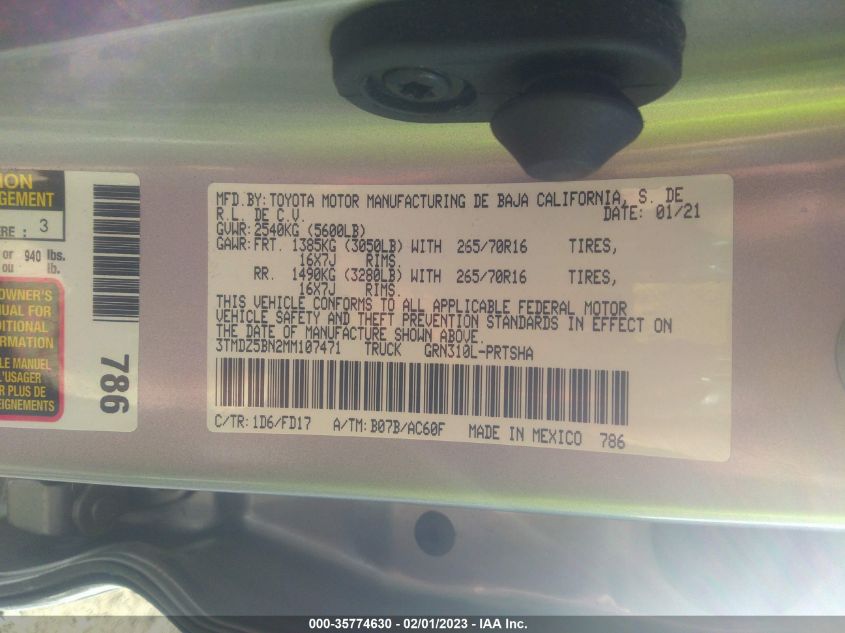 ION
GEMENT
ERE : 3
or 940 lbs.
ou lb.
OWNER'S
UAL FOR
DITIONAL
RMATION
LE MANUEL
L'USAGER
R PLUS DE
EIGNEMENTS
786
MFD.BY:TOYOTA MOTOR MANUFACTURING DE BAJA CALIFORNIA, S. DE
R.L. DE C.V. DATE: 01/21
GVWR:2540KG (5600LB)
GAWR:FRT. 1385KG (3050LB) WITH 265/70R16 TIRES,
16X7J RIMS.
RR. 1490KG (3280LB) WITH 265/70R16 TIRES,
16X7J RIMS.
THIS VEHICLE CONFORMS TO ALL APPLICABLE FEDERAL MOTOR
VEHICLE SAFETY AND THEFT PREVENTION STANDARDS IN EFFECT ON
THE DATE OF MANUFACTURE SHOWN ABOVE.
3TMDZ5BN2MM107471 TRUCK GRN310L-PRTSHA
C/TR:1D6/FD17 A/TM:B07B/AC60F MADE IN MEXICO 786
000-35774630 - 02/01/2023 - IAA Inc.